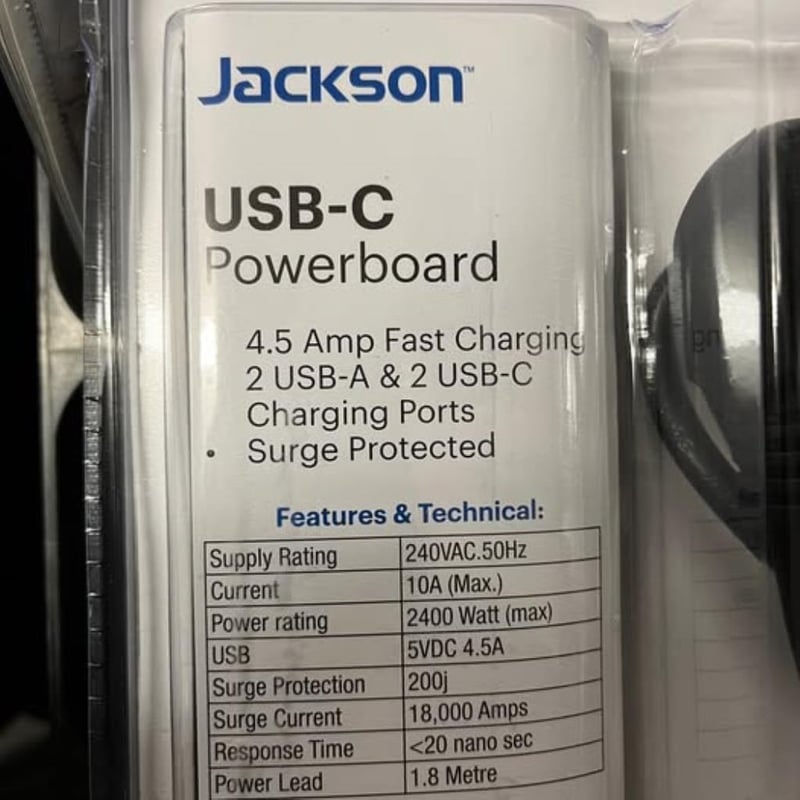 Jackson™
USB-C
Powerboard
4.5 Amp Fast Charging
2 USB-A & 2 USB-C
Charging Ports
• Surge Protected
Features & Technical:
Supply Rating 240VAC.50Hz
Current 10A (Max.)
Power rating 2400 Watt (max)
USB 5VDC 4.5A
Surge Protection 200j
Surge Current 18,000 Amps
Response Time <20 nano sec
Power Lead 1.8 Metre